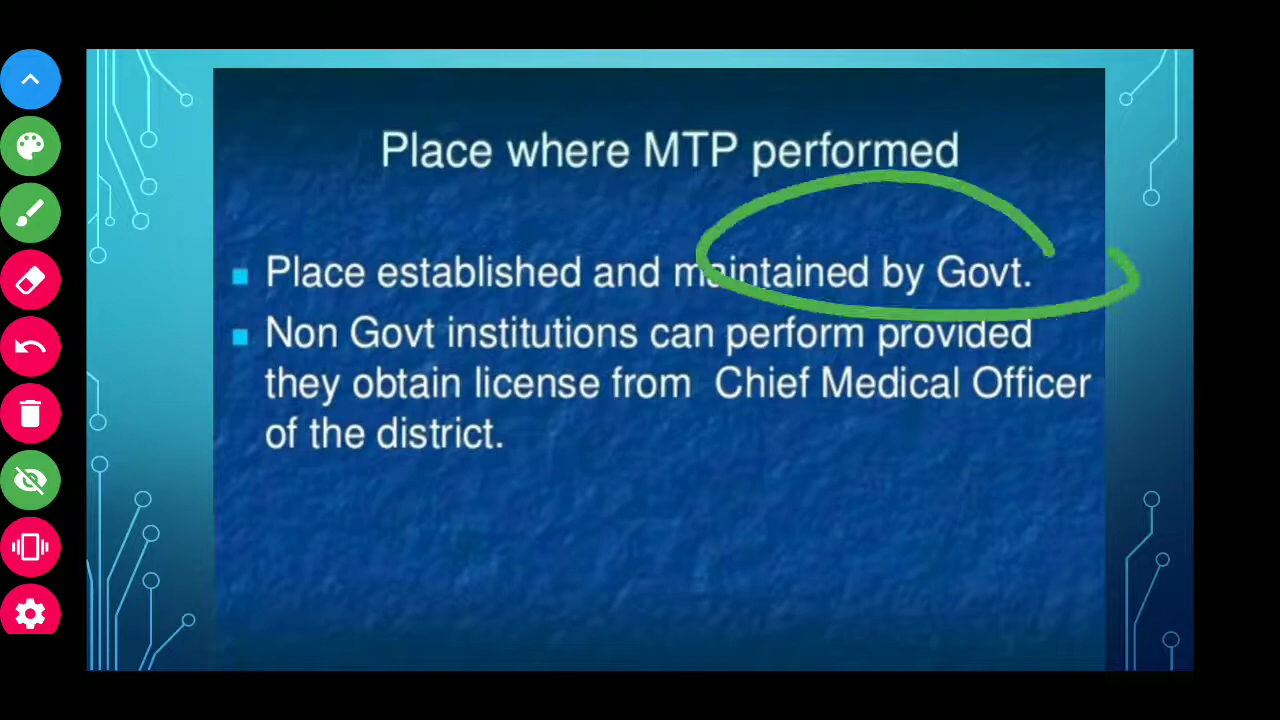 Place where MTP performed
Place established and maintained by Govt.
Non Govt institutions can perform provided
they obtain license from Chief Medical Officer
of the district.